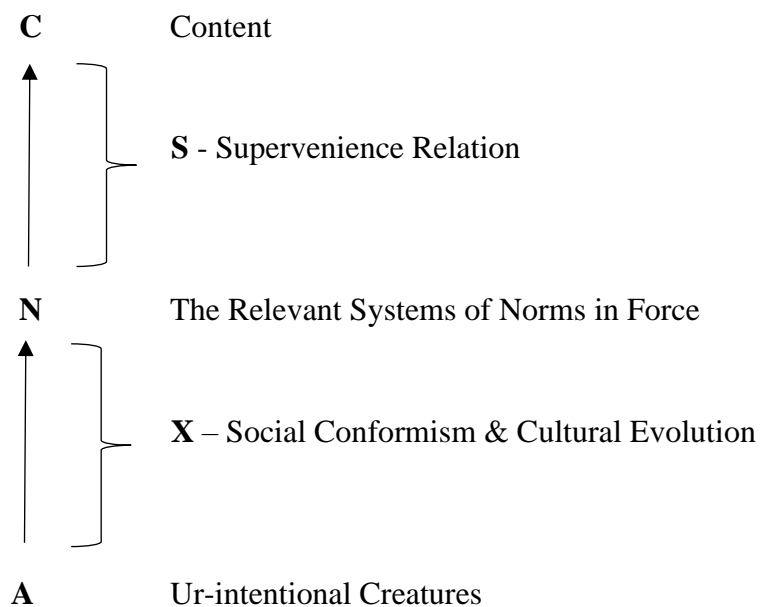 C Content
S - Supervenience Relation
N The Relevant Systems of Norms in Force
X – Social Conformism & Cultural Evolution
A Ur-intentional Creatures